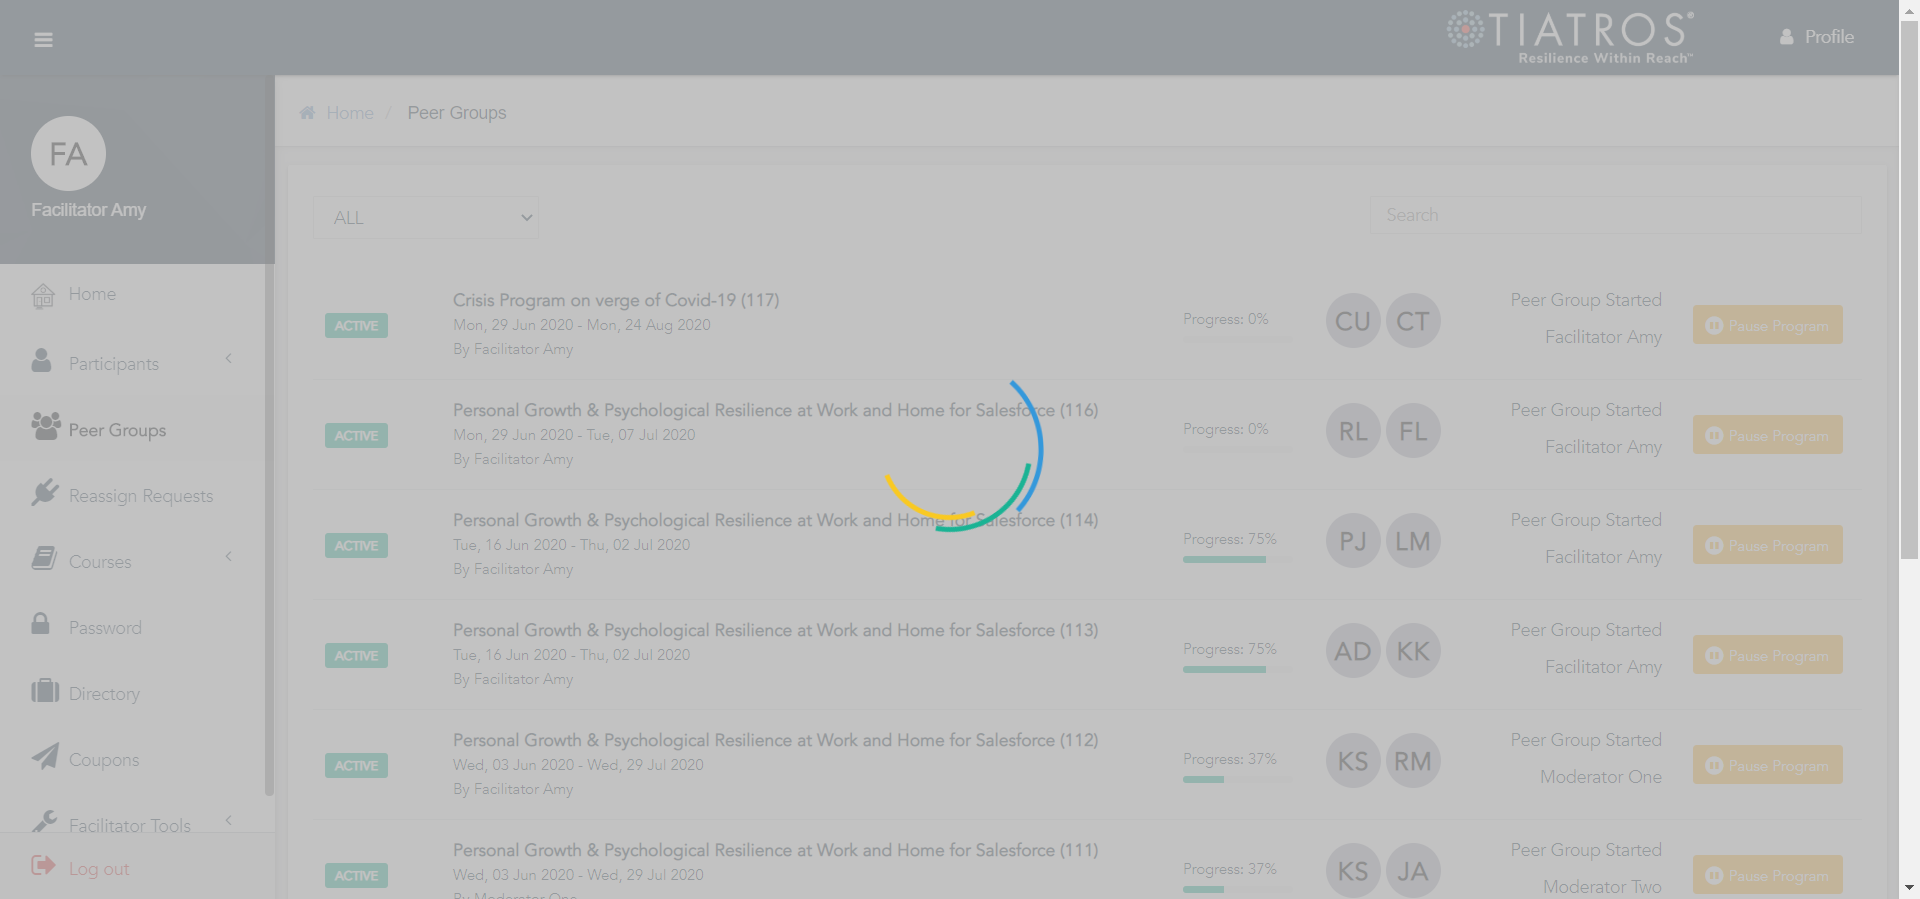 TIATROS®
Resilience Within Reach™
Profile
FA
Facilitator Amy
Home
Participants
Peer Groups
Reassign Requests
Courses
Password
Directory
Coupons
Facilitator Tools
Log out
Home / Peer Groups
ALL
Search
ACTIVE
Crisis Program on verge of Covid-19 (117)
Mon, 29 Jun 2020 - Mon, 24 Aug 2020
By Facilitator Amy
Progress: 0%
CU CT
Peer Group Started
Facilitator Amy
Pause Program
ACTIVE
Personal Growth & Psychological Resilience at Work and Home for Salesforce (116)
Mon, 29 Jun 2020 - Tue, 07 Jul 2020
By Facilitator Amy
Progress: 0%
RL FL
Peer Group Started
Facilitator Amy
Pause Program
ACTIVE
Personal Growth & Psychological Resilience at Work and Home for Salesforce (114)
Tue, 16 Jun 2020 - Thu, 02 Jul 2020
By Facilitator Amy
Progress: 75%
PJ LM
Peer Group Started
Facilitator Amy
Pause Program
ACTIVE
Personal Growth & Psychological Resilience at Work and Home for Salesforce (113)
Tue, 16 Jun 2020 - Thu, 02 Jul 2020
By Facilitator Amy
Progress: 75%
AD KK
Peer Group Started
Facilitator Amy
Pause Program
ACTIVE
Personal Growth & Psychological Resilience at Work and Home for Salesforce (112)
Wed, 03 Jun 2020 - Wed, 29 Jul 2020
By Facilitator Amy
Progress: 37%
KS RM
Peer Group Started
Moderator One
Pause Program
ACTIVE
Personal Growth & Psychological Resilience at Work and Home for Salesforce (111)
Wed, 03 Jun 2020 - Wed, 29 Jul 2020
By Moderator One
Progress: 37%
KS JA
Peer Group Started
Moderator Two
Pause Program